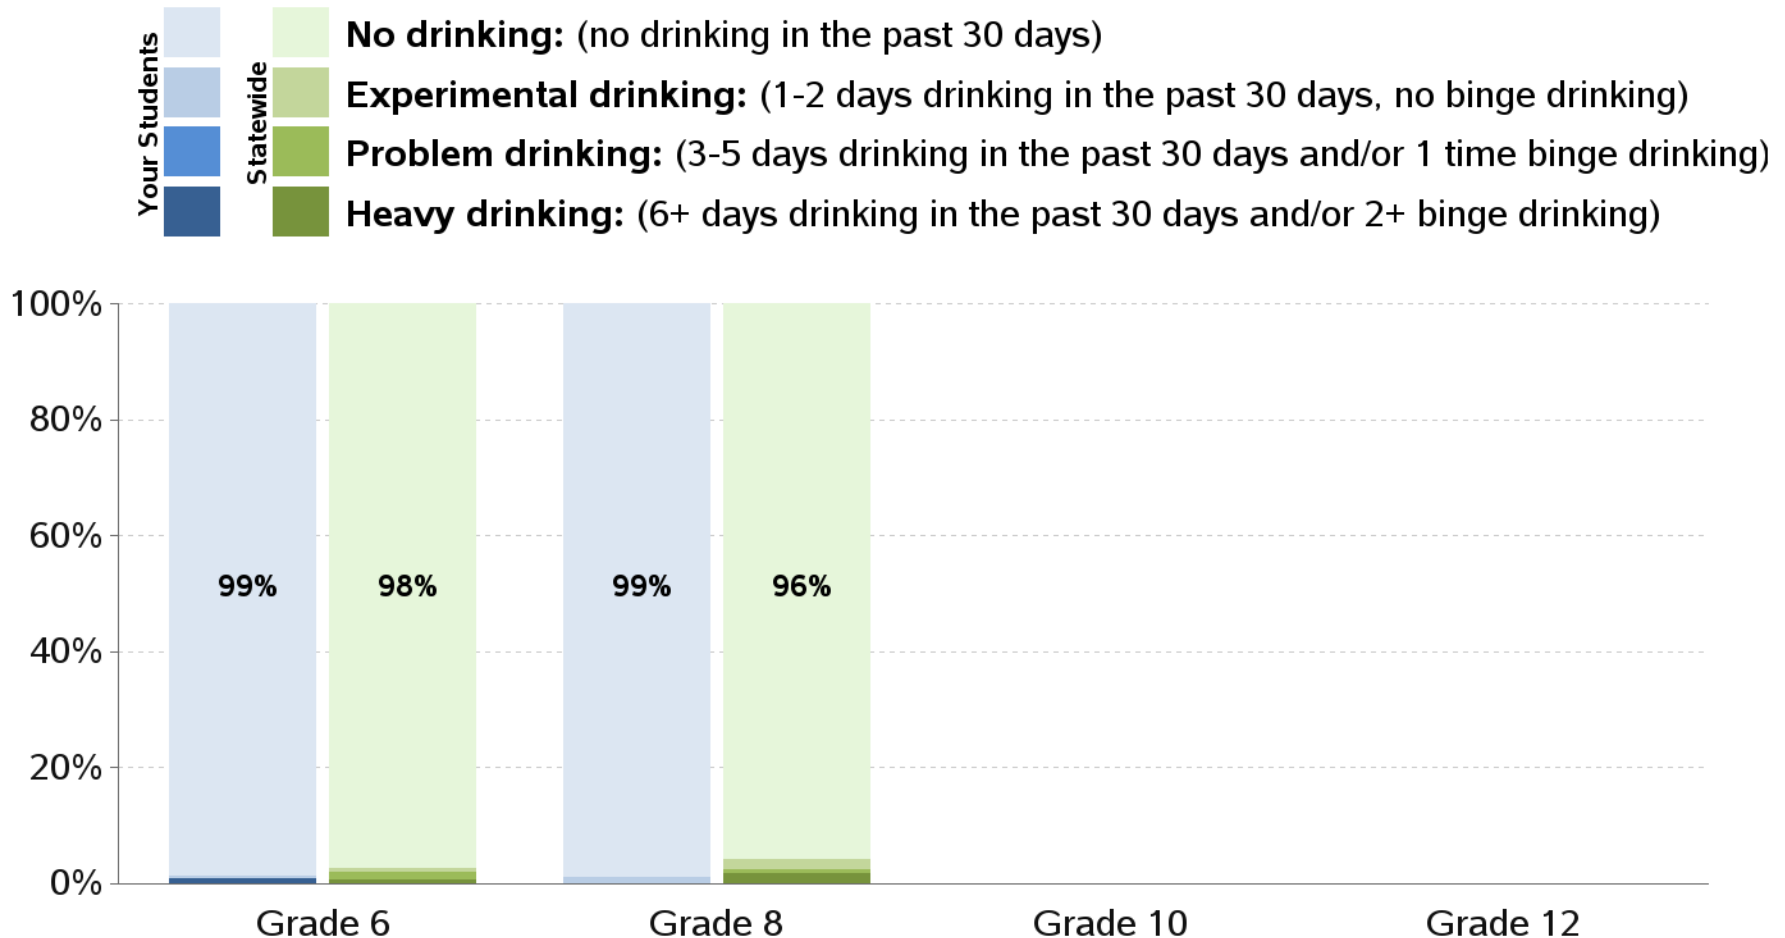 Your Students
Statewide
No drinking: (no drinking in the past 30 days)
Experimental drinking: (1-2 days drinking in the past 30 days, no binge drinking)
Problem drinking: (3-5 days drinking in the past 30 days and/or 1 time binge drinking)
Heavy drinking: (6+ days drinking in the past 30 days and/or 2+ binge drinking)
100%
80%
60%
40%
20%
0%
99%
98%
99%
96%
Grade 6
Grade 8
Grade 10
Grade 12